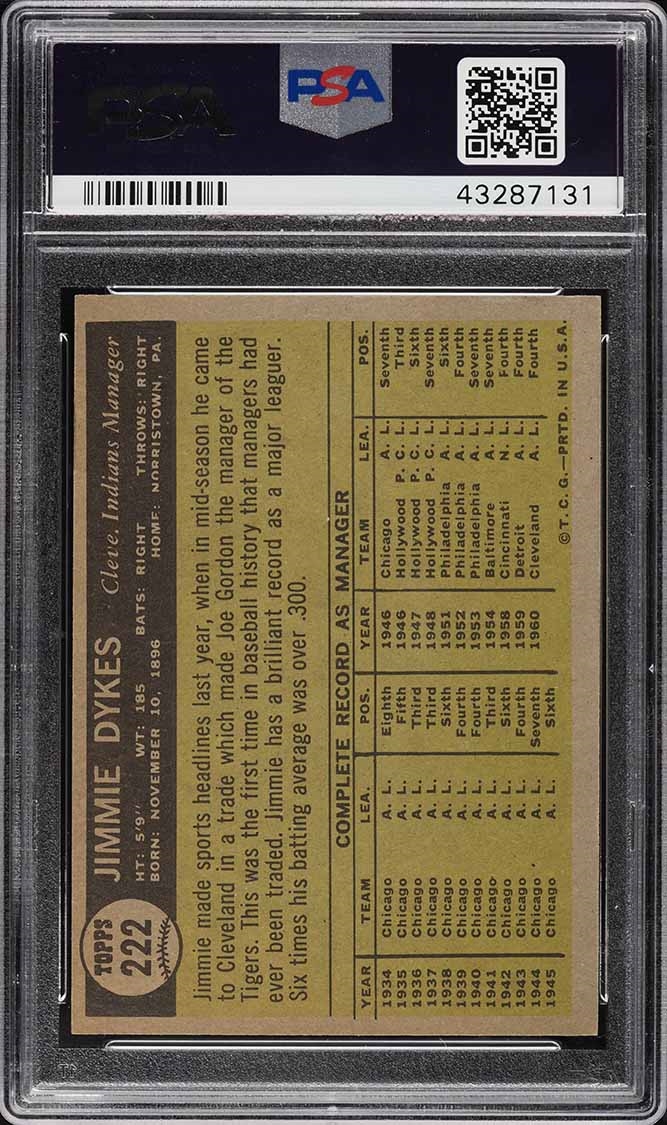 PSA
PSA
43287131
TOPPS
222
JIMMIE DYKES Cleve. Indians Manager
HT: 5'9" WT: 185 BATS: RIGHT THROWS: RIGHT
BORN: NOVEMBER 10, 1896 HOME: NORRISTOWN, PA.
Jimmie made sports headlines last year, when in mid-season he came
to Cleveland in a trade which made Joe Gordon the manager of the
Tigers. This was the first time in baseball history that managers had
ever been traded. Jimmie has a brilliant record as a major leaguer.
Six times his batting average was over .300.
COMPLETE RECORD AS MANAGER
YEAR TEAM LEA. POS. YEAR TEAM LEA. POS.
1934 Chicago A. L. Eighth 1946 Chicago A. L. Seventh
1935 Chicago A. L. Fifth 1946 Hollywood P. C. L. Third
1936 Chicago A. L. Third 1947 Hollywood P. C. L. Sixth
1937 Chicago A. L. Third 1948 Hollywood P. C. L. Seventh
1938 Chicago A. L. Sixth 1951 Philadelphia A. L. Sixth
1939 Chicago A. L. Fourth 1952 Philadelphia A. L. Fourth
1940 Chicago A. L. Fourth 1953 Philadelphia A. L. Seventh
1941 Chicago A. L. Third 1954 Baltimore A. L. Seventh
1942 Chicago A. L. Sixth 1958 Cincinnati N. L. Fourth
1943 Chicago A. L. Fourth 1959 Detroit A. L. Fourth
1944 Chicago A. L. Seventh 1960 Cleveland A. L. Fourth
1945 Chicago A. L. Sixth
© T. C. G.—PRTD. IN U.S.A.